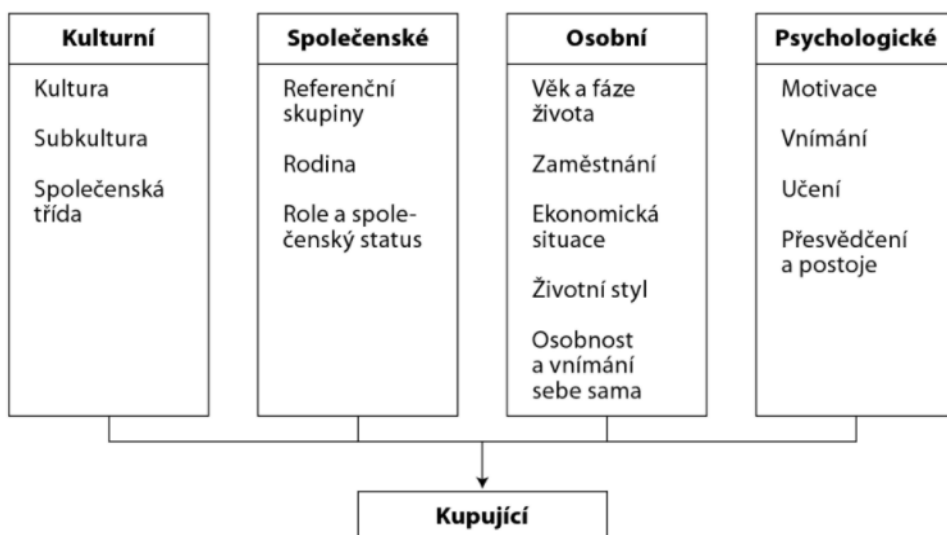 Kulturní
Kultura
Subkultura
Společenská
třída
Společenské
Referenční
skupiny
Rodina
Role a spole-
čenský status
Osobní
Věk a fáze
života
Zaměstnání
Ekonomická
situace
Životní styl
Osobnost
a vnímání
sebe sama
Psychologické
Motivace
Vnímání
Učení
Přesvědčení
a postoje
Kupující